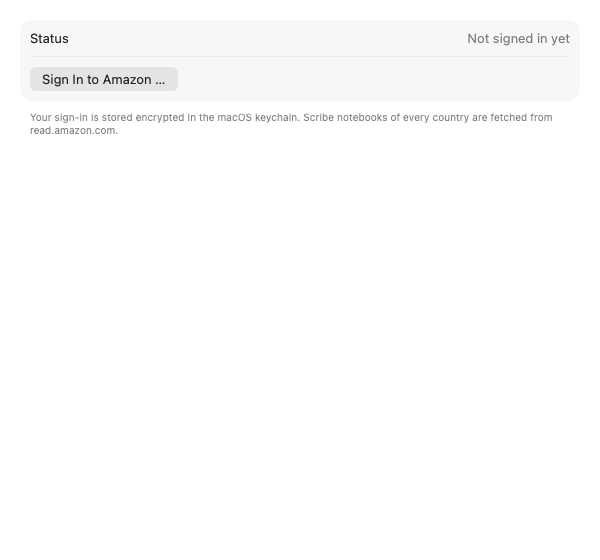 Status
Not signed in yet
Sign In to Amazon ...
Your sign-in is stored encrypted in the macOS keychain. Scribe notebooks of every country are fetched from
read.amazon.com.